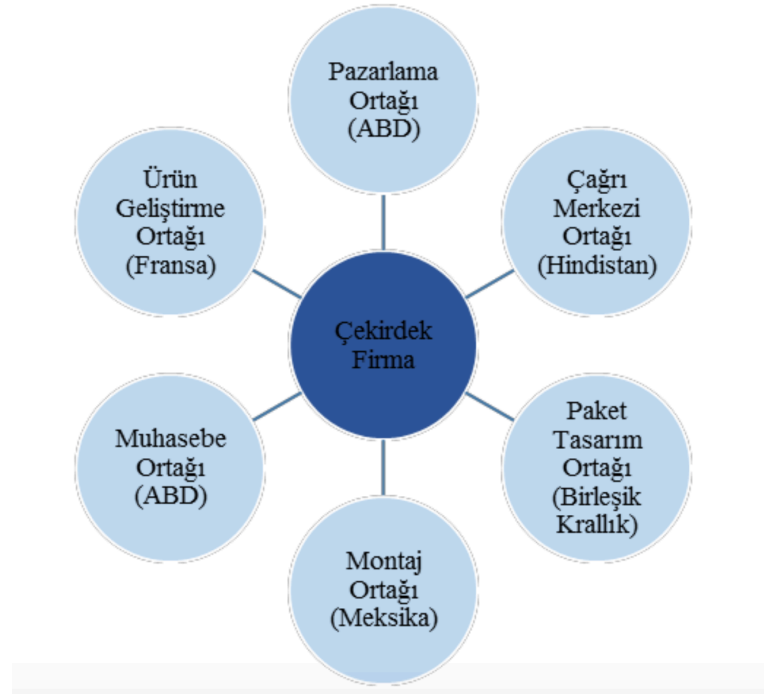 Pazarlama
Ortağı
(ABD)
Çağrı
Merkezi
Ortağı
(Hindistan)
Paket
Tasarım
Ortağı
(Birleşik
Krallık)
Montaj
Ortağı
(Meksika)
Muhasebe
Ortağı
(ABD)
Ürün
Geliştirme
Ortağı
(Fransa)
Çekirdek
Firma